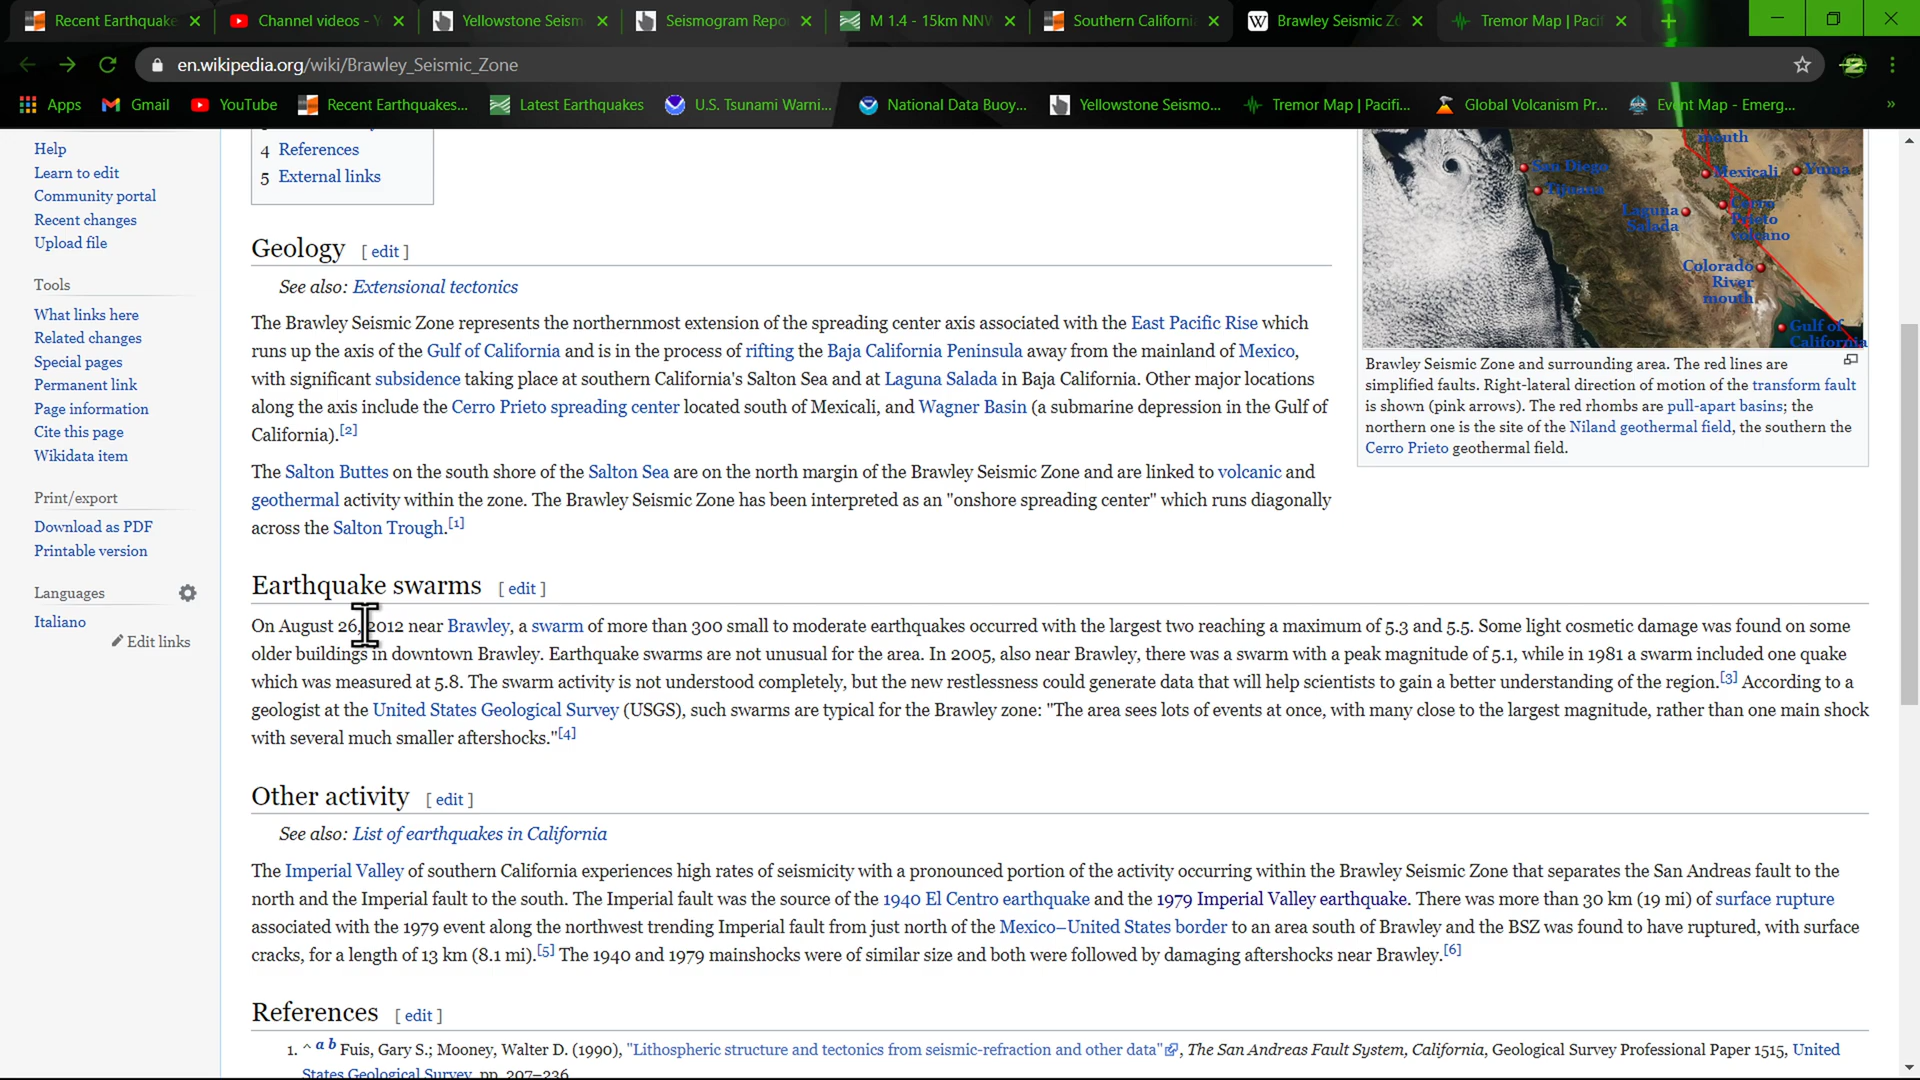 Recent Earthquake
Channel videos - Y
Yellowstone Seism
Seismogram Repo
M 1.4 - 15km NNW
Southern Californi
Brawley Seismic Zo
Tremor Map | Pacif
en.wikipedia.org/wiki/Brawley_Seismic_Zone
Apps
Gmail
YouTube
Recent Earthquakes...
Latest Earthquakes
U.S. Tsunami Warni...
National Data Buoy...
Yellowstone Seismo...
Tremor Map | Pacifi...
Global Volcanism Pr...
Event Map - Emerg...
»
Help
Learn to edit
Community portal
Recent changes
Upload file
Tools
What links here
Related changes
Special pages
Permanent link
Page information
Cite this page
Wikidata item
Print/export
Download as PDF
Printable version
Languages
Italiano
Edit links
4 References
5 External links
Geology [ edit ]
See also: Extensional tectonics
The Brawley Seismic Zone represents the northernmost extension of the spreading center axis associated with the East Pacific Rise which
runs up the axis of the Gulf of California and is in the process of rifting the Baja California Peninsula away from the mainland of Mexico,
with significant subsidence taking place at southern California's Salton Sea and at Laguna Salada in Baja California. Other major locations
along the axis include the Cerro Prieto spreading center located south of Mexicali, and Wagner Basin (a submarine depression in the Gulf of
California).[2]
The Salton Buttes on the south shore of the Salton Sea are on the north margin of the Brawley Seismic Zone and are linked to volcanic and
geothermal activity within the zone. The Brawley Seismic Zone has been interpreted as an "onshore spreading center" which runs diagonally
across the Salton Trough.[1]
mouth
San Diego
Tijuana
Mexicali
Yuma
Laguna
Salada
Cerro
Prieto
volcano
Colorado
River
mouth
Gulf of
California
Brawley Seismic Zone and surrounding area. The red lines are
simplified faults. Right-lateral direction of motion of the transform fault
is shown (pink arrows). The red rhombs are pull-apart basins; the
northern one is the site of the Niland geothermal field, the southern the
Cerro Prieto geothermal field.
Earthquake swarms [ edit ]
On August 26, 2012 near Brawley, a swarm of more than 300 small to moderate earthquakes occurred with the largest two reaching a maximum of 5.3 and 5.5. Some light cosmetic damage was found on some
older buildings in downtown Brawley. Earthquake swarms are not unusual for the area. In 2005, also near Brawley, there was a swarm with a peak magnitude of 5.1, while in 1981 a swarm included one quake
which was measured at 5.8. The swarm activity is not understood completely, but the new restlessness could generate data that will help scientists to gain a better understanding of the region.[3] According to a
geologist at the United States Geological Survey (USGS), such swarms are typical for the Brawley zone: "The area sees lots of events at once, with many close to the largest magnitude, rather than one main shock
with several much smaller aftershocks."[4]
Other activity [ edit ]
See also: List of earthquakes in California
The Imperial Valley of southern California experiences high rates of seismicity with a pronounced portion of the activity occurring within the Brawley Seismic Zone that separates the San Andreas fault to the
north and the Imperial fault to the south. The Imperial fault was the source of the 1940 El Centro earthquake and the 1979 Imperial Valley earthquake. There was more than 30 km (19 mi) of surface rupture
associated with the 1979 event along the northwest trending Imperial fault from just north of the Mexico–United States border to an area south of Brawley and the BSZ was found to have ruptured, with surface
cracks, for a length of 13 km (8.1 mi).[5] The 1940 and 1979 mainshocks were of similar size and both were followed by damaging aftershocks near Brawley.[6]
References [ edit ]
1. ^ a b Fuis, Gary S.; Mooney, Walter D. (1990), "Lithospheric structure and tectonics from seismic-refraction and other data", The San Andreas Fault System, California, Geological Survey Professional Paper 1515, United
States Geological Survey, pp. 207–236